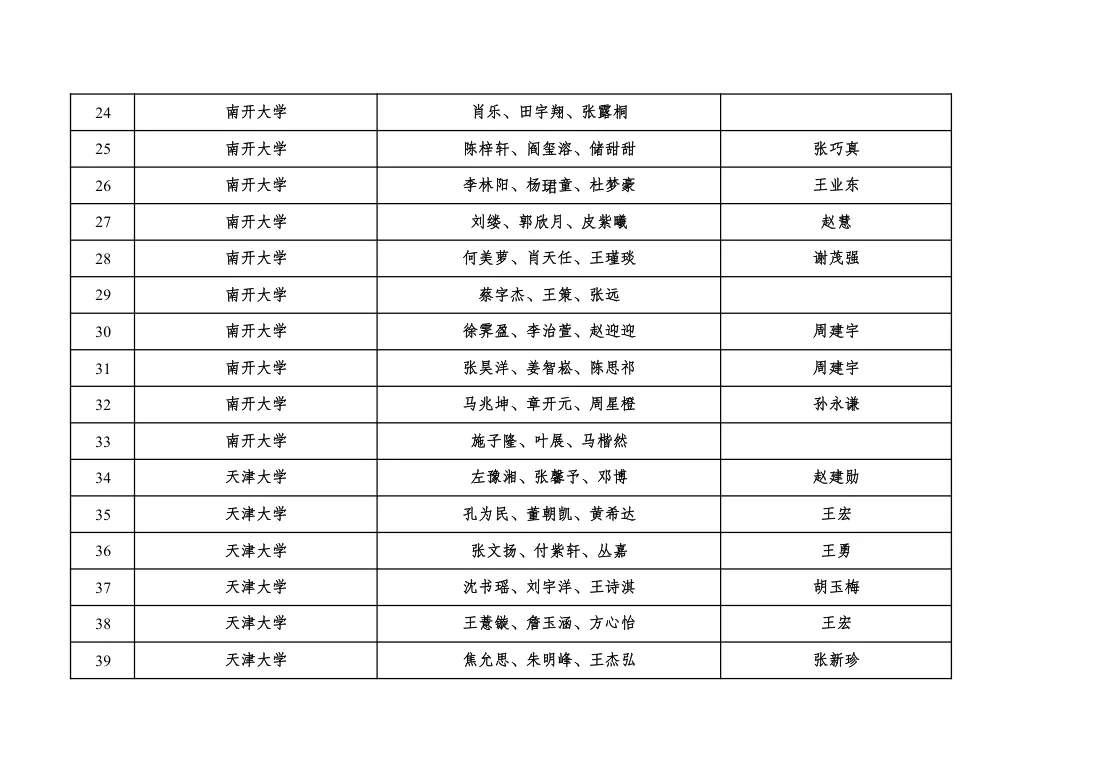 24 南开大学 肖乐、田宇翔、张露桐
25 南开大学 陈梓轩、阎玺溶、储甜甜 张巧真
26 南开大学 李林阳、杨珺童、杜梦豪 王业东
27 南开大学 刘缕、郭欣月、皮紫曦 赵慧
28 南开大学 何美萝、肖天任、王瑾琰 谢茂强
29 南开大学 蔡字杰、王策、张远
30 南开大学 徐霁盈、李治萱、赵迎迎 周建宇
31 南开大学 张昊洋、姜智崧、陈思祁 周建宇
32 南开大学 马兆坤、章开元、周星橙 孙永谦
33 南开大学 施子隆、叶展、马楷然
34 天津大学 左豫湘、张馨予、邓博 赵建勋
35 天津大学 孔为民、董朝凯、黄希达 王宏
36 天津大学 张文扬、付紫轩、丛嘉 王勇
37 天津大学 沈书瑶、刘宇洋、王诗淇 胡玉梅
38 天津大学 王薏镟、詹玉涵、方心怡 王宏
39 天津大学 焦允思、朱明峰、王杰弘 张新珍